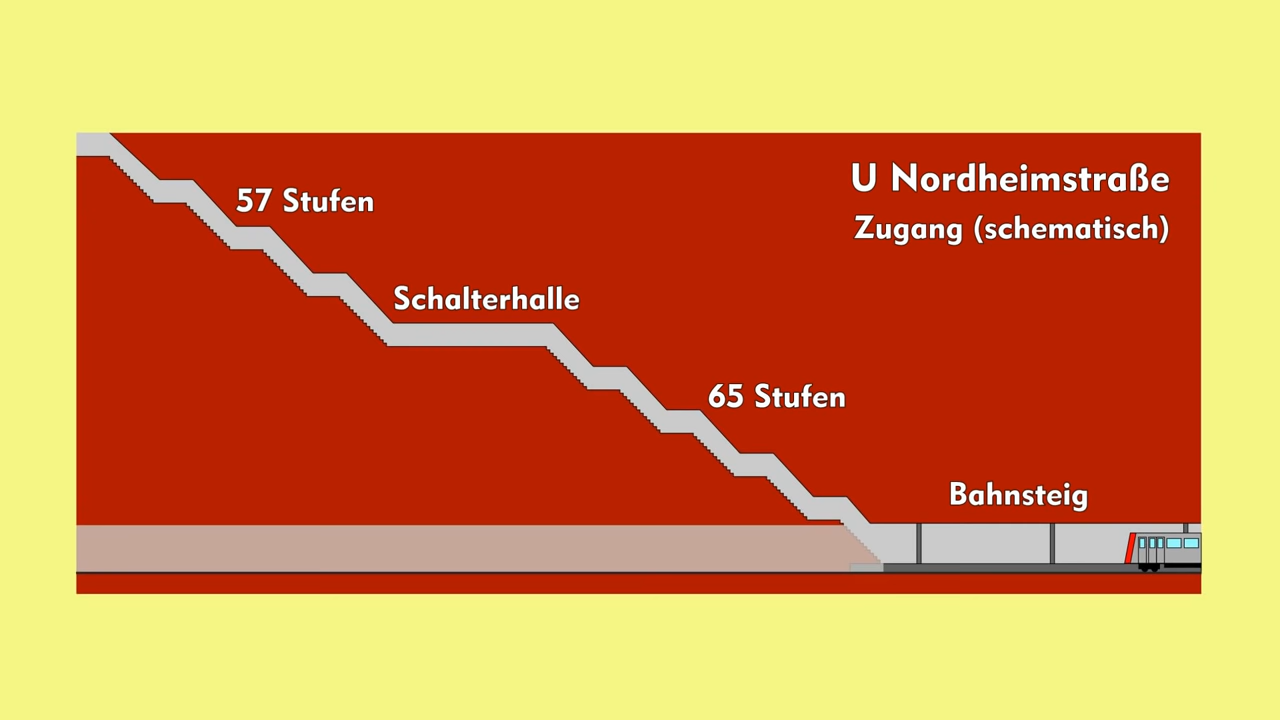 U Nordheimstraße
Zugang (schematisch)
57 Stufen
Schalterhalle
65 Stufen
Bahnsteig